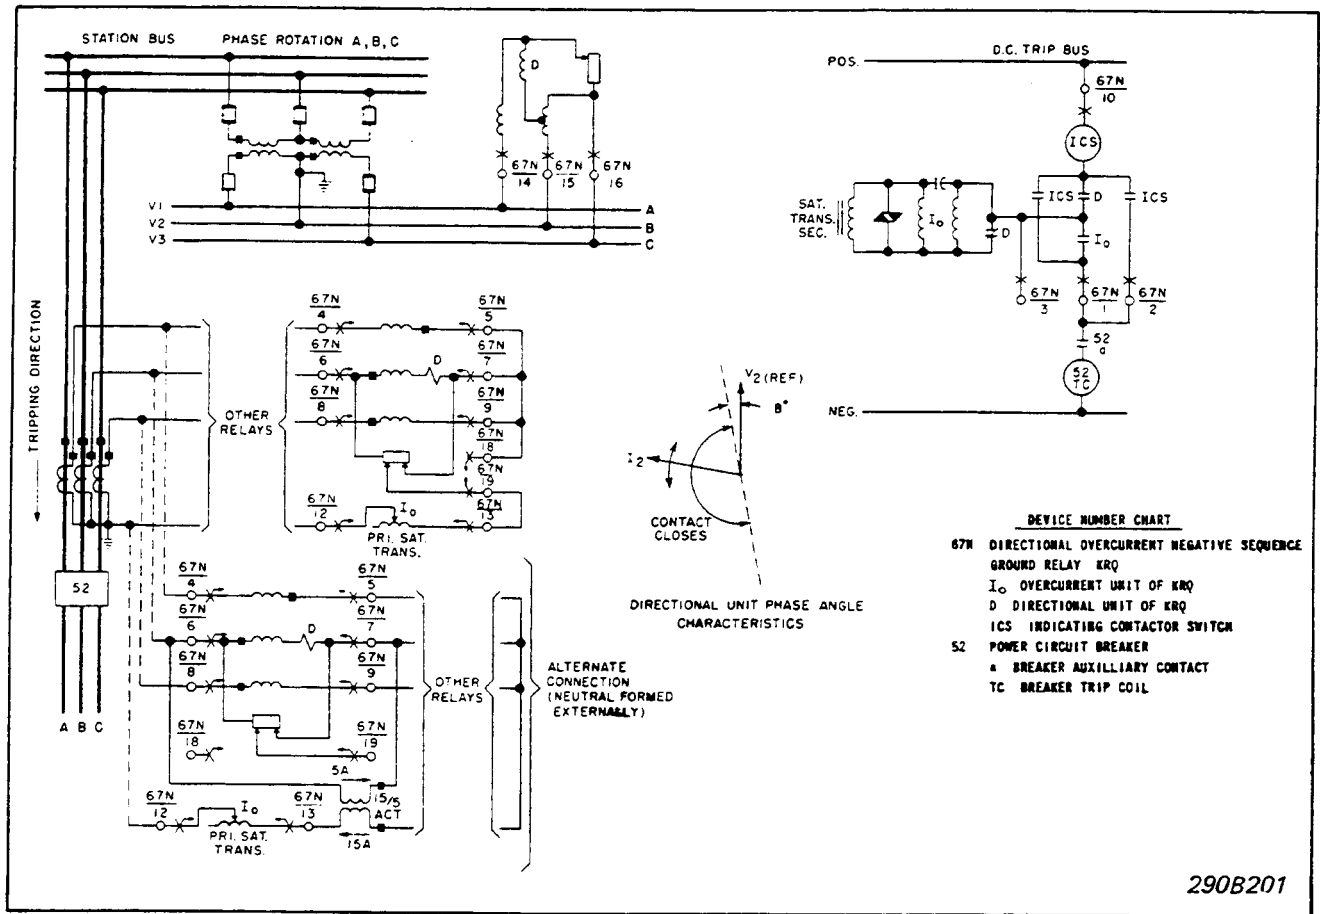 STATION BUS
PHASE ROTATION A, B, C
D
67N
14
67N
15
67N
16
V1
V2
V3
A
B
C
D.C. TRIP BUS
POS.
67N
10
ICS
ICS
D
ICS
SAT.
TRANS.
SEC.
I₀
D
I₀
67N
3
67N
1
67N
2
52
a
52
TC
NEG.
TRIPPING DIRECTION
OTHER
RELAYS
67N
4
67N
5
67N
6
D
67N
7
67N
8
67N
9
67N
18
67N
19
67N
12
I₀
67N
13
PRI. SAT.
TRANS.
V2 (REF)
8°
I2
CONTACT
CLOSES
DIRECTIONAL UNIT PHASE ANGLE
CHARACTERISTICS
52
A B C
67N
4
67N
5
67N
6
D
67N
7
67N
8
67N
9
67N
18
67N
19
5A
15/5
ACT
15A
67N
12
I₀
67N
13
PRI. SAT.
TRANS.
OTHER
RELAYS
ALTERNATE
CONNECTION
(NEUTRAL FORMED
EXTERNALLY)
DEVICE NUMBER CHART
67N DIRECTIONAL OVERCURRENT NEGATIVE SEQUENCE
GROUND RELAY KRQ
I₀ OVERCURRENT UNIT OF KRQ
D DIRECTIONAL UNIT OF KRQ
ICS INDICATING CONTACTOR SWITCH
52 POWER CIRCUIT BREAKER
a BREAKER AUXILLIARY CONTACT
TC BREAKER TRIP COIL
290B201